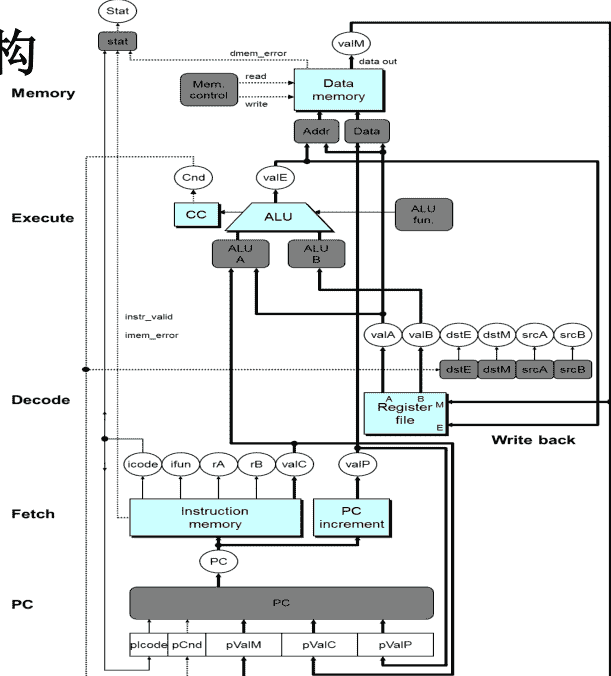 构
Stat
stat
dmem_error
valM
data out
Memory
Mem.
control
read
write
Data
memory
Addr
Data
Cnd
valE
Execute
CC
ALU
ALU
fun.
ALU
A
ALU
B
instr_valid
imem_error
valA
valB
dstE
dstM
srcA
srcB
dstE
dstM
srcA
srcB
Decode
A
B
M
Register
file
E
Write back
icode
ifun
rA
rB
valC
valP
Fetch
Instruction
memory
PC
increment
PC
PC
PC
pIcode
pCnd
pValM
pValC
pValP